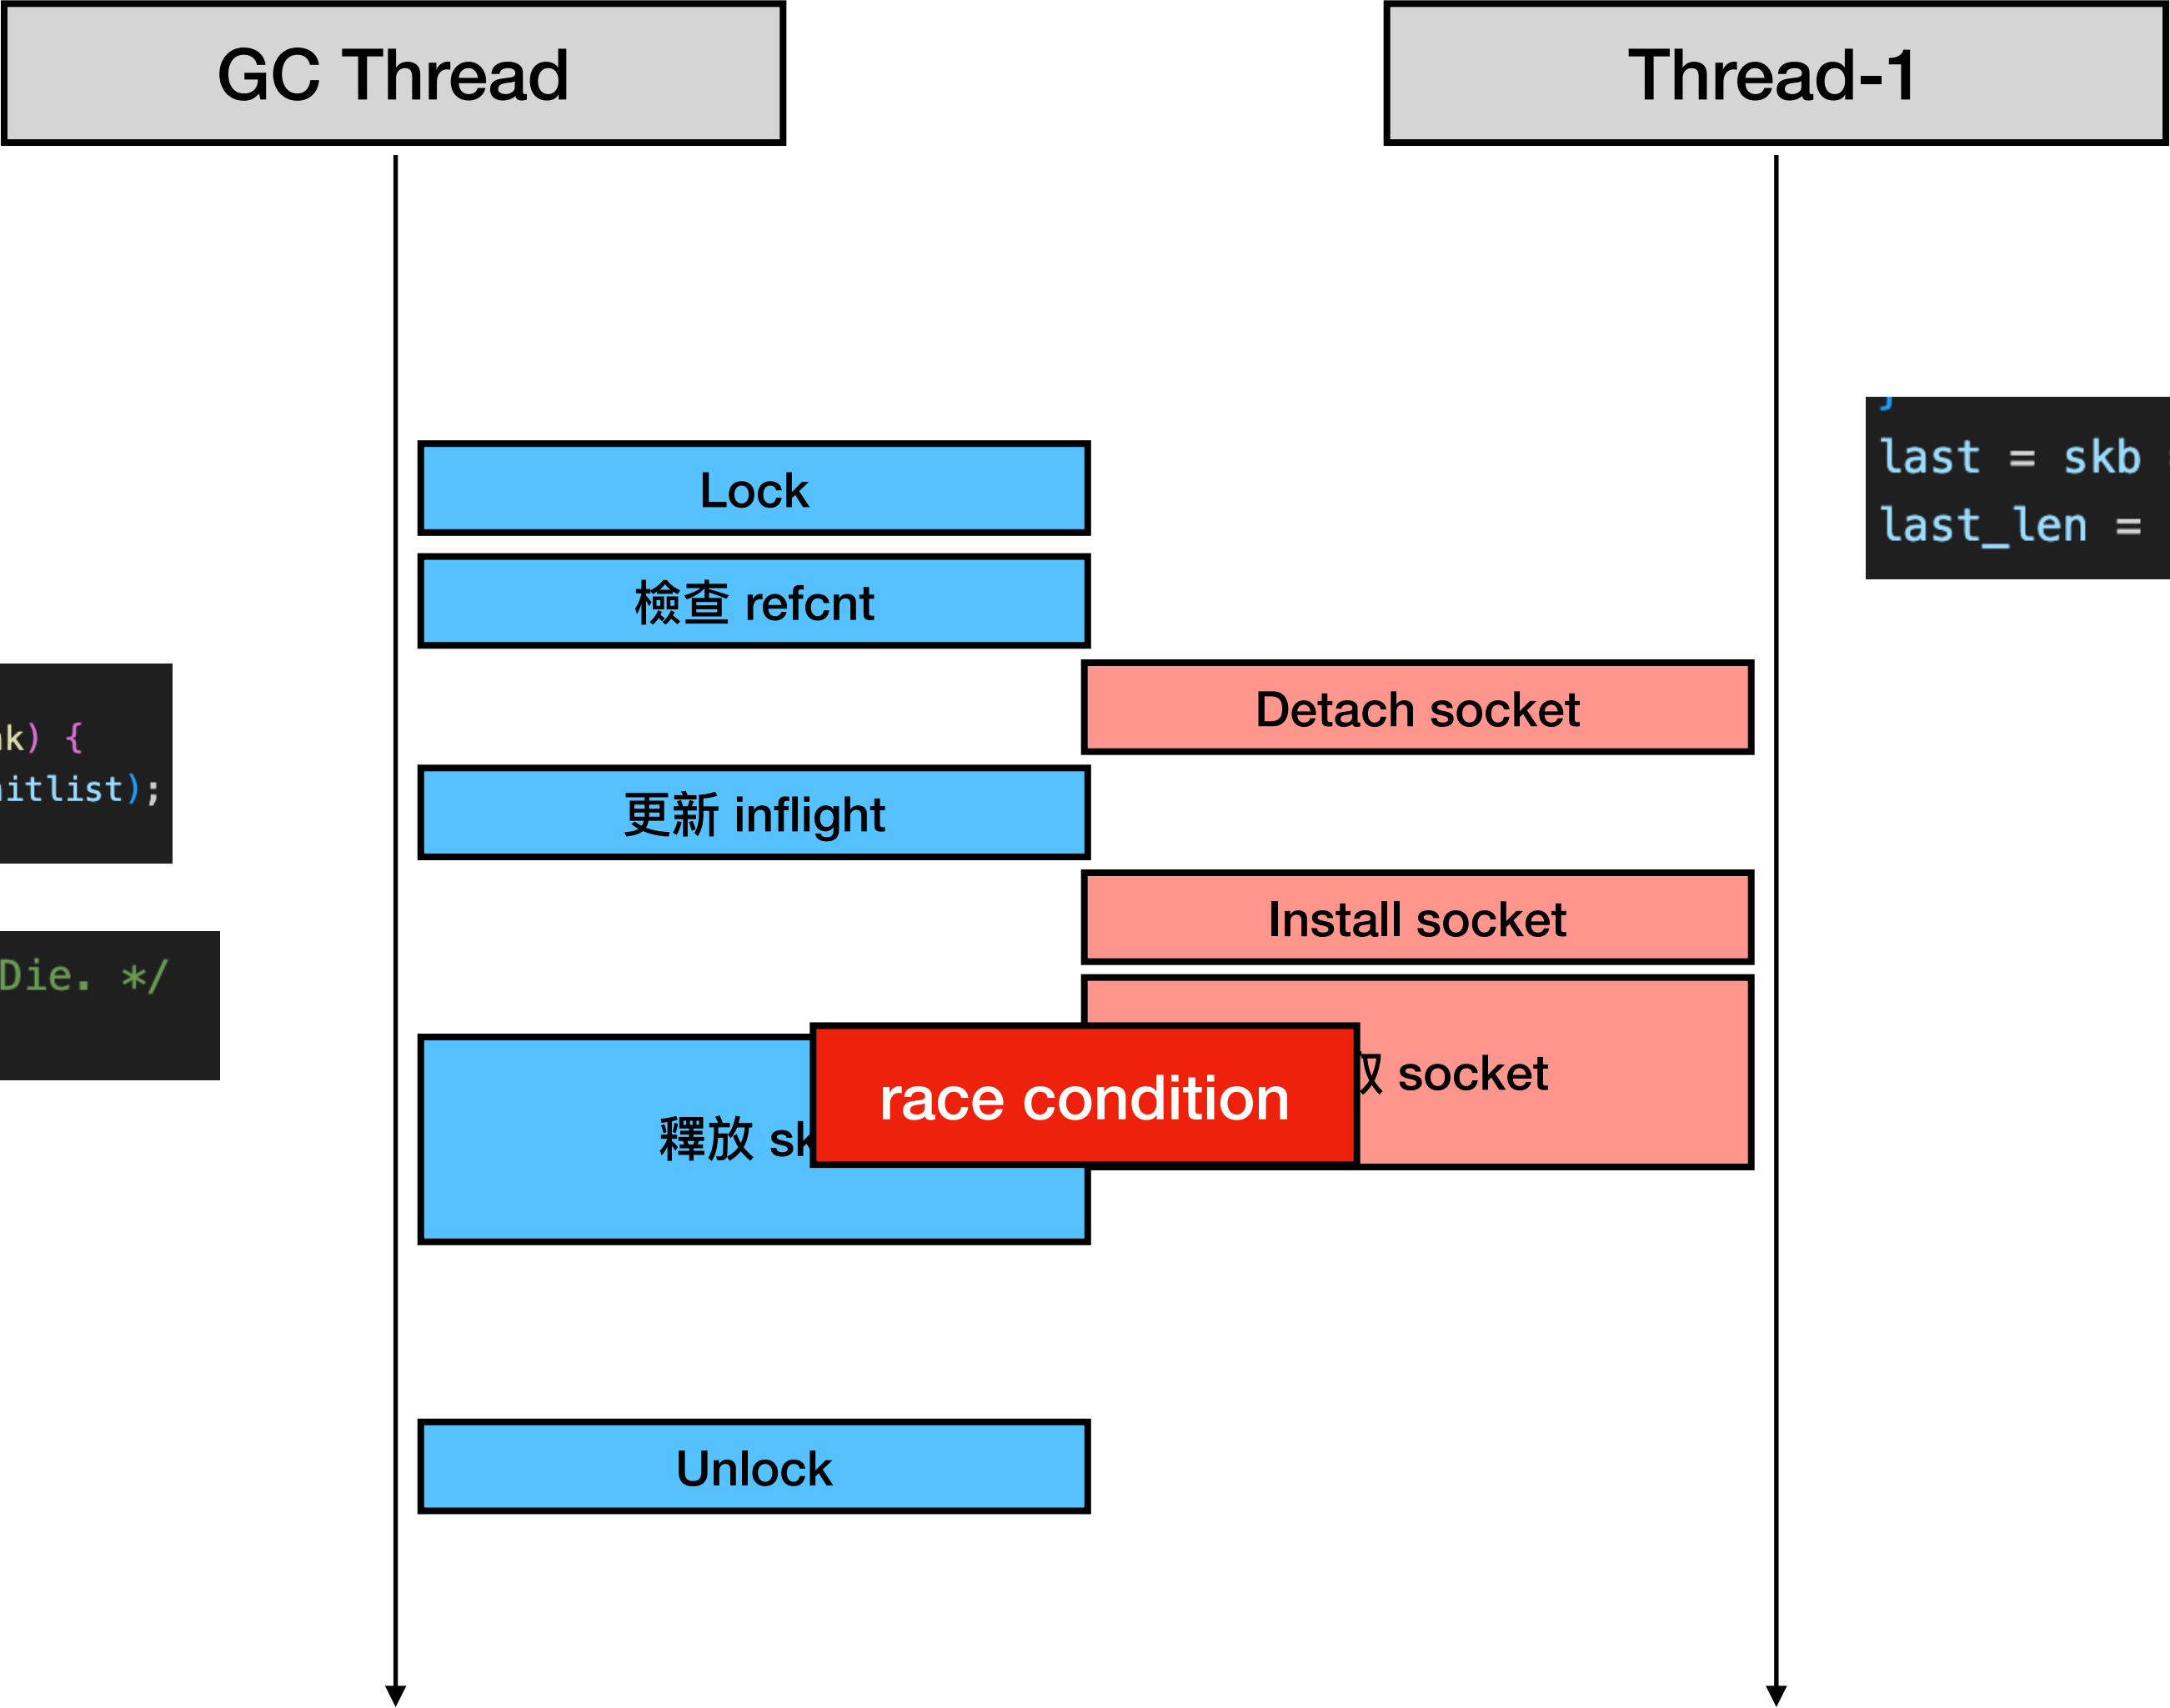 GC Thread
Thread-1
last = skb
last_len =
Lock
檢查 refcnt
Detach socket
k) {
itlist);
更新 inflight
Install socket
Die. */
race condition
socket
釋放
Unlock